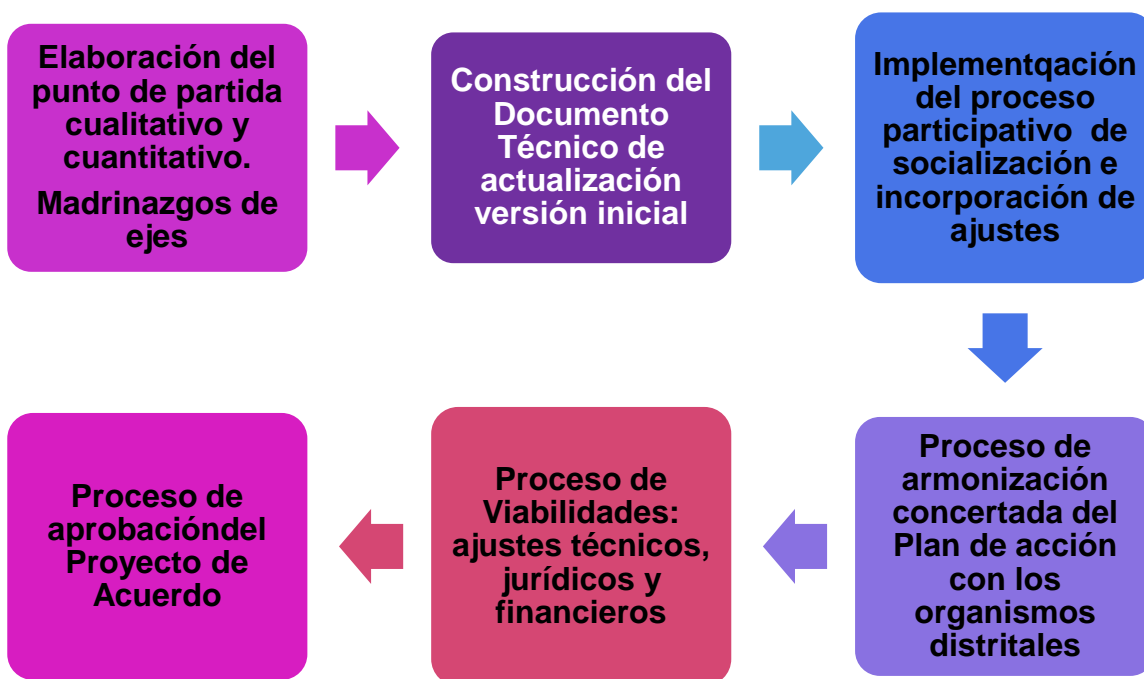 Elaboración del
punto de partida
cualitativo y
cuantitativo.
Madrinazgos de
ejes
Construcción del
Documento
Técnico de
actualización
versión inicial
Implementqación
del proceso
participativo de
socialización e
incorporación de
ajustes
Proceso de
armonización
concertada del
Plan de acción
con los
organismos
distritales
Proceso de
Viabilidades:
ajustes técnicos,
jurídicos y
financieros
Proceso de
aprobacióndel
Proyecto de
Acuerdo